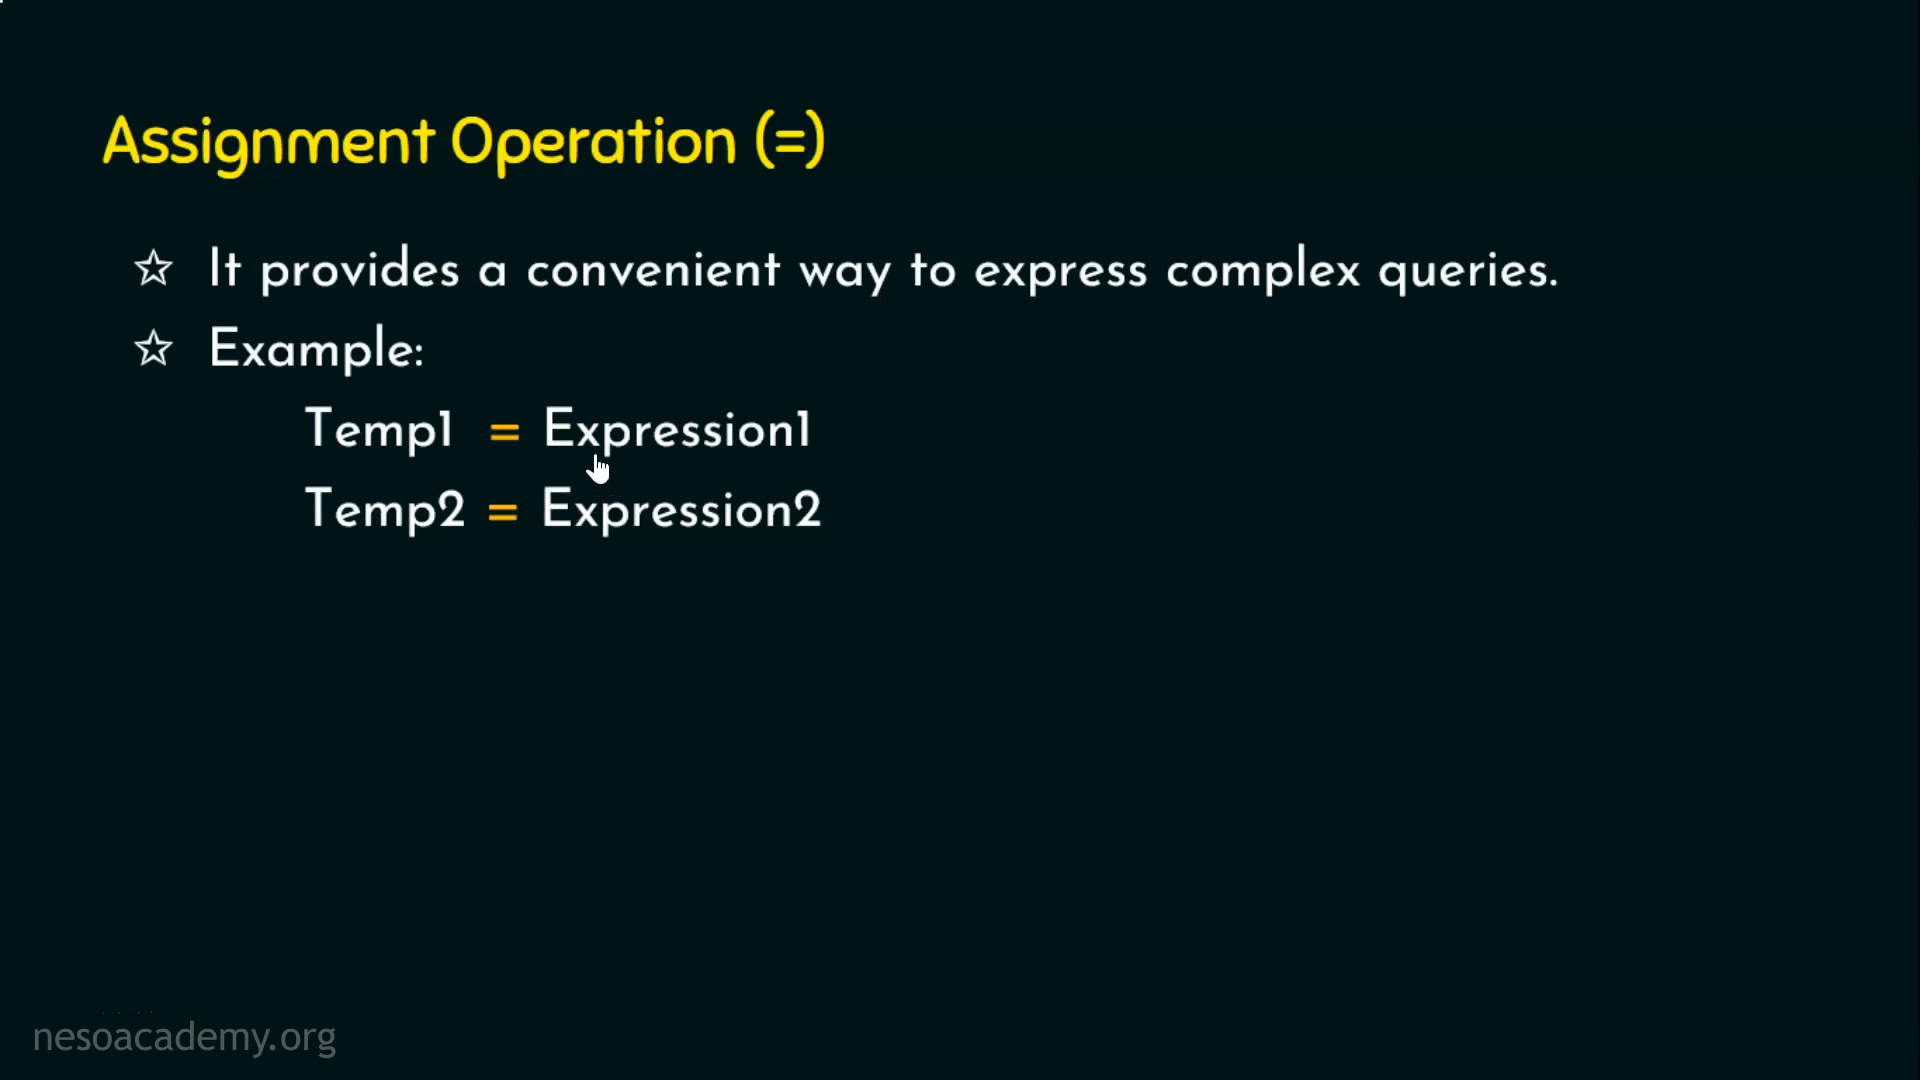 Assignment Operation (=)
☆ It provides a convenient way to express complex queries.
☆ Example:
Temp1 = Expression1
Temp2 = Expression2
nesoacademy.org